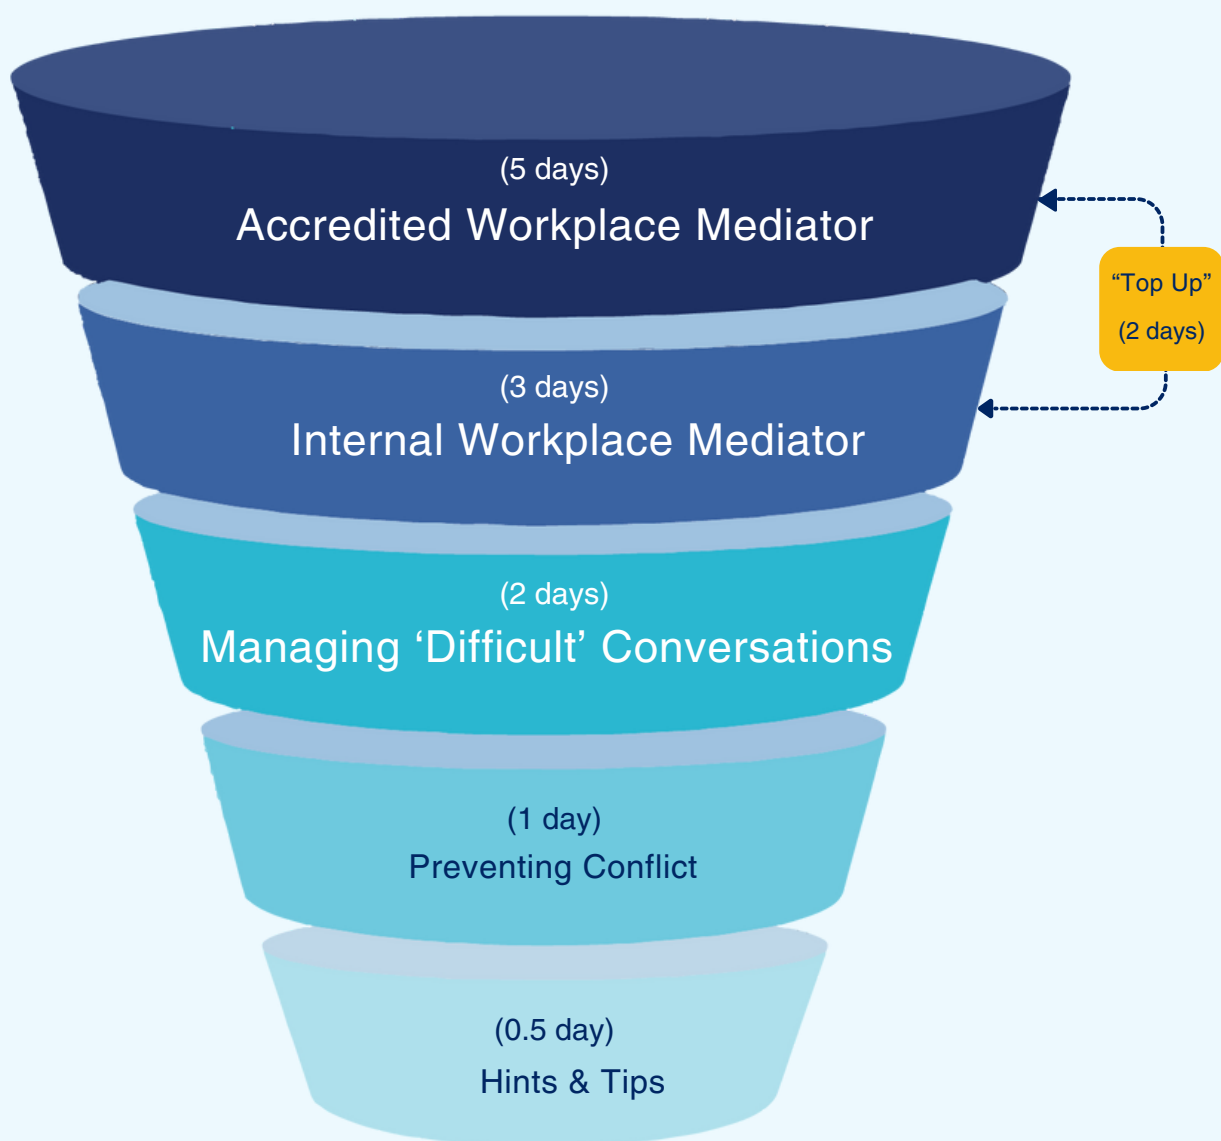 (5 days)
Accredited Workplace Mediator
“Top Up”
(2 days)
(3 days)
Internal Workplace Mediator
(2 days)
Managing ‘Difficult’ Conversations
(1 day)
Preventing Conflict
(0.5 day)
Hints & Tips